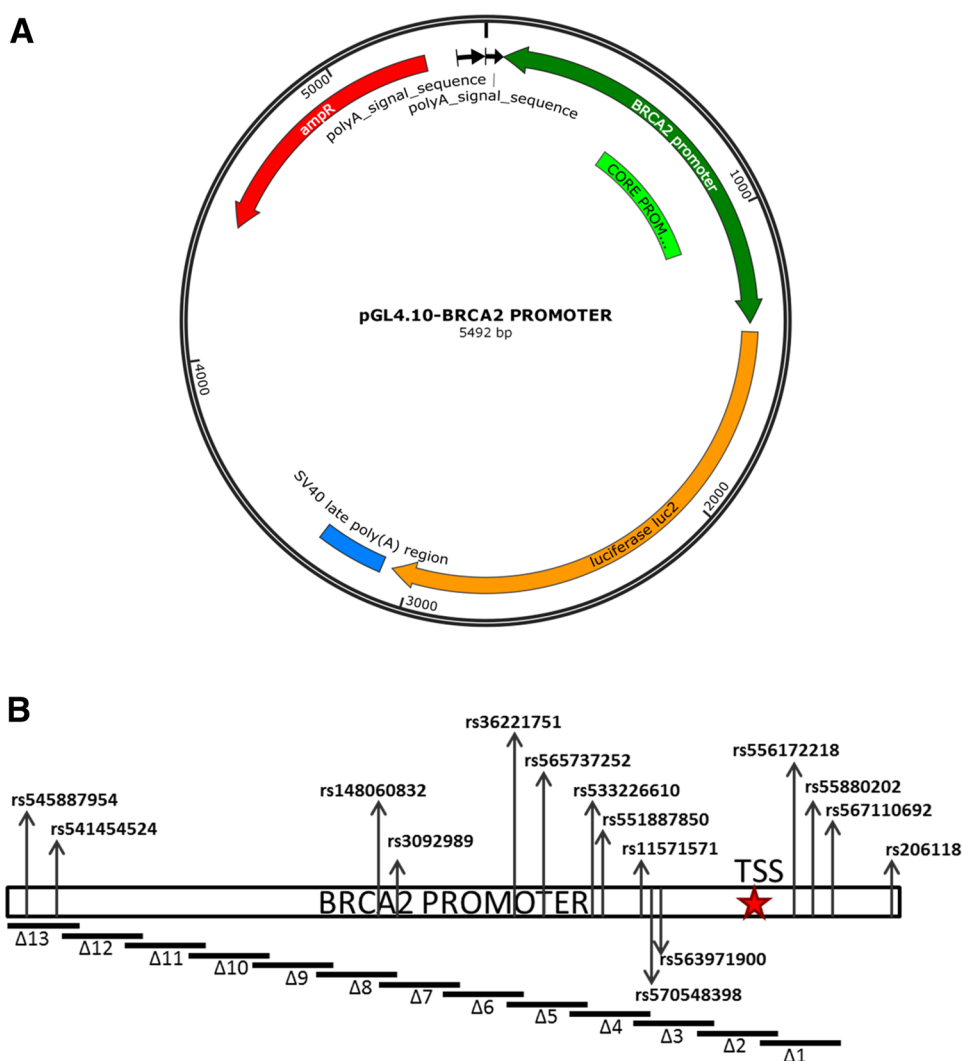 A
5000
ampR
polyA_signal_sequence
polyA_signal_sequence
BRCA2 promoter
1000
CORE PROM...
pGL4.10-BRCA2 PROMOTER
5492 bp
4000
SV40 late poly(A) region
luciferase luc2
2000
3000
B
rs36221751
rs556172218
rs565737252
rs545887954
rs148060832
rs533226610
rs55880202
rs541454524
rs551887850
rs567110692
rs3092989
rs11571571
rs206118
TSS
BRCA2 PROMOTER
Δ13
Δ12
Δ11
Δ10
Δ9
Δ8
Δ7
Δ6
Δ5
Δ4
Δ3
Δ2
Δ1
rs563971900
rs570548398